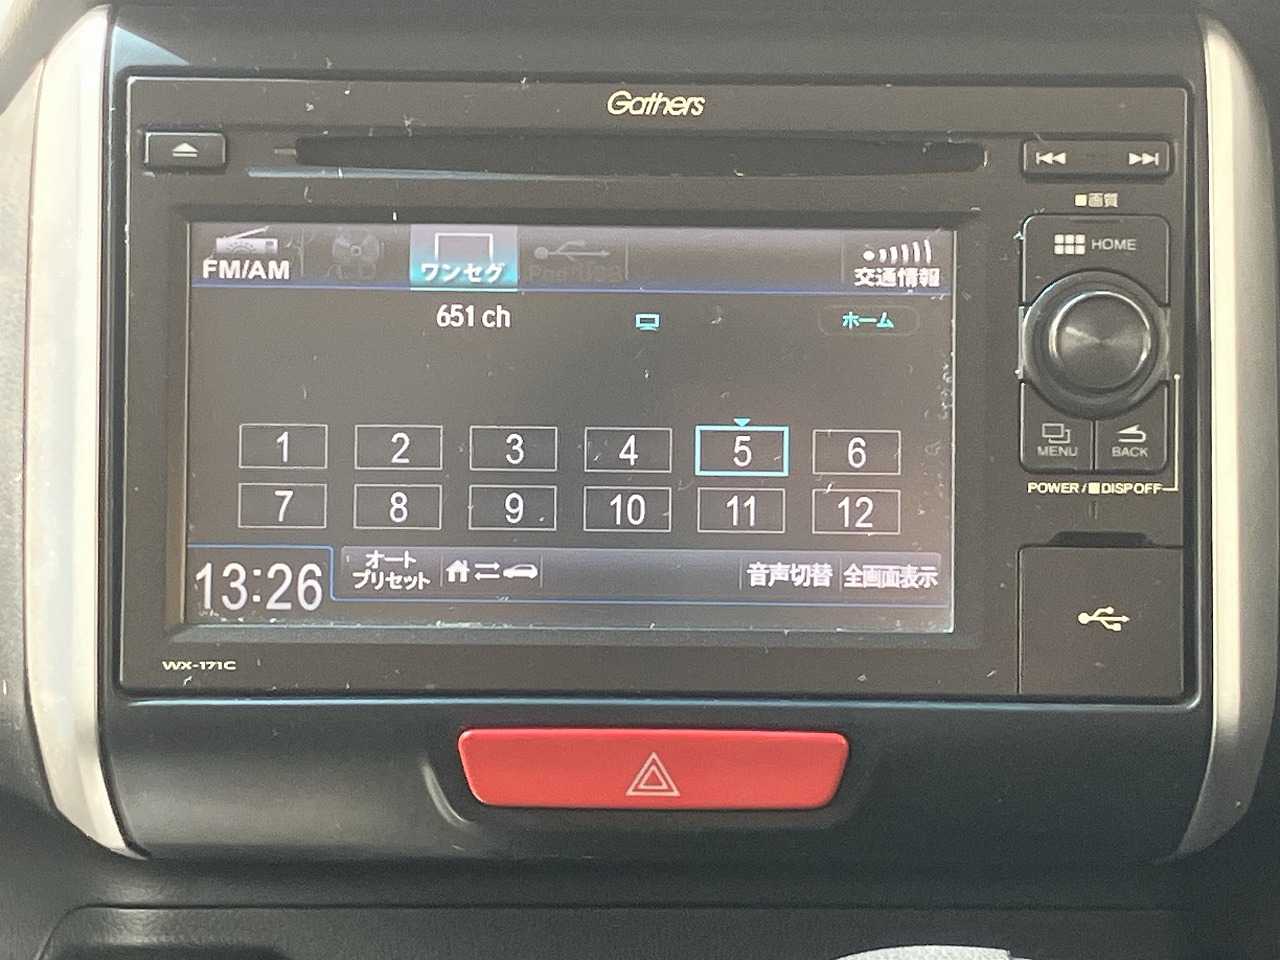 Gathers
■画質
HOME
FM/AM
ワンセグ
iPod/USB
交通情報
651 ch
ホーム
1 2 3 4 5 6
7 8 9 10 11 12
MENU
BACK
POWER/■DISP OFF
13:26
オート
プリセット
音声切替
全画面表示
WX-171C